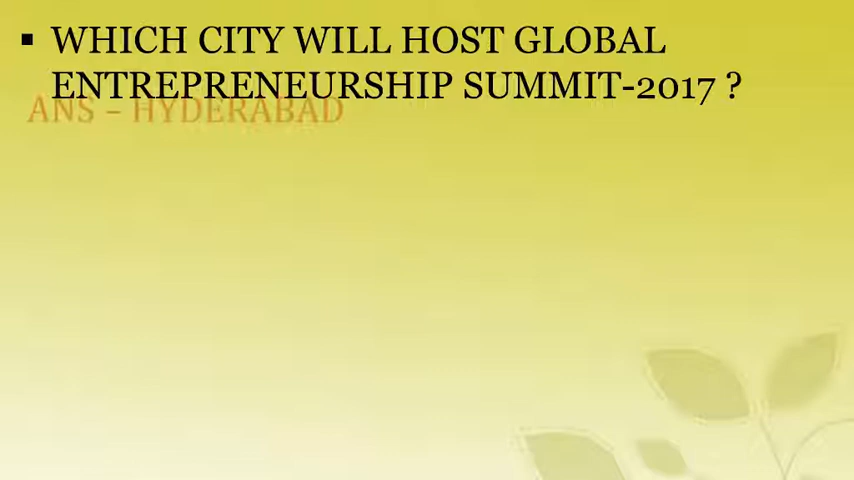 ▪ WHICH CITY WILL HOST GLOBAL
ENTREPRENEURSHIP SUMMIT-2017 ?
ANS – HYDERABAD